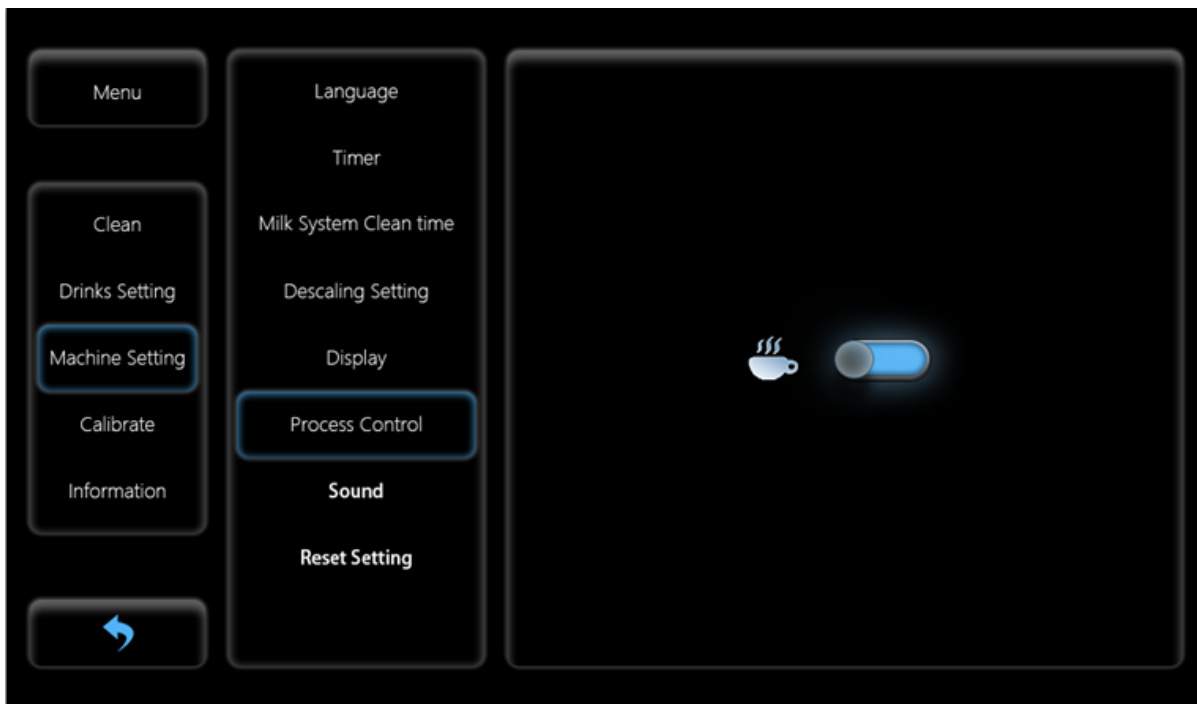 Menu
Clean
Drinks Setting
Machine Setting
Calibrate
Information
Language
Timer
Milk System Clean time
Descaling Setting
Display
Process Control
Sound
Reset Setting